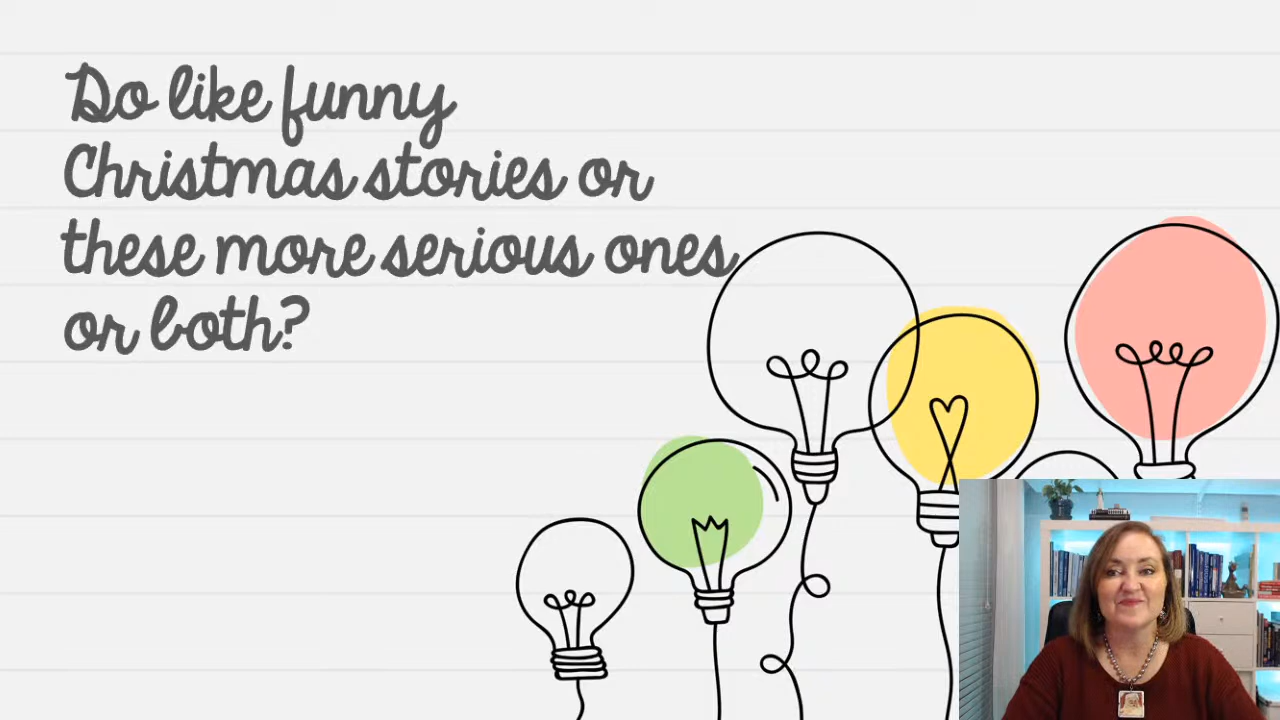 Do like funny
Christmas stories or
these more serious ones
or both?